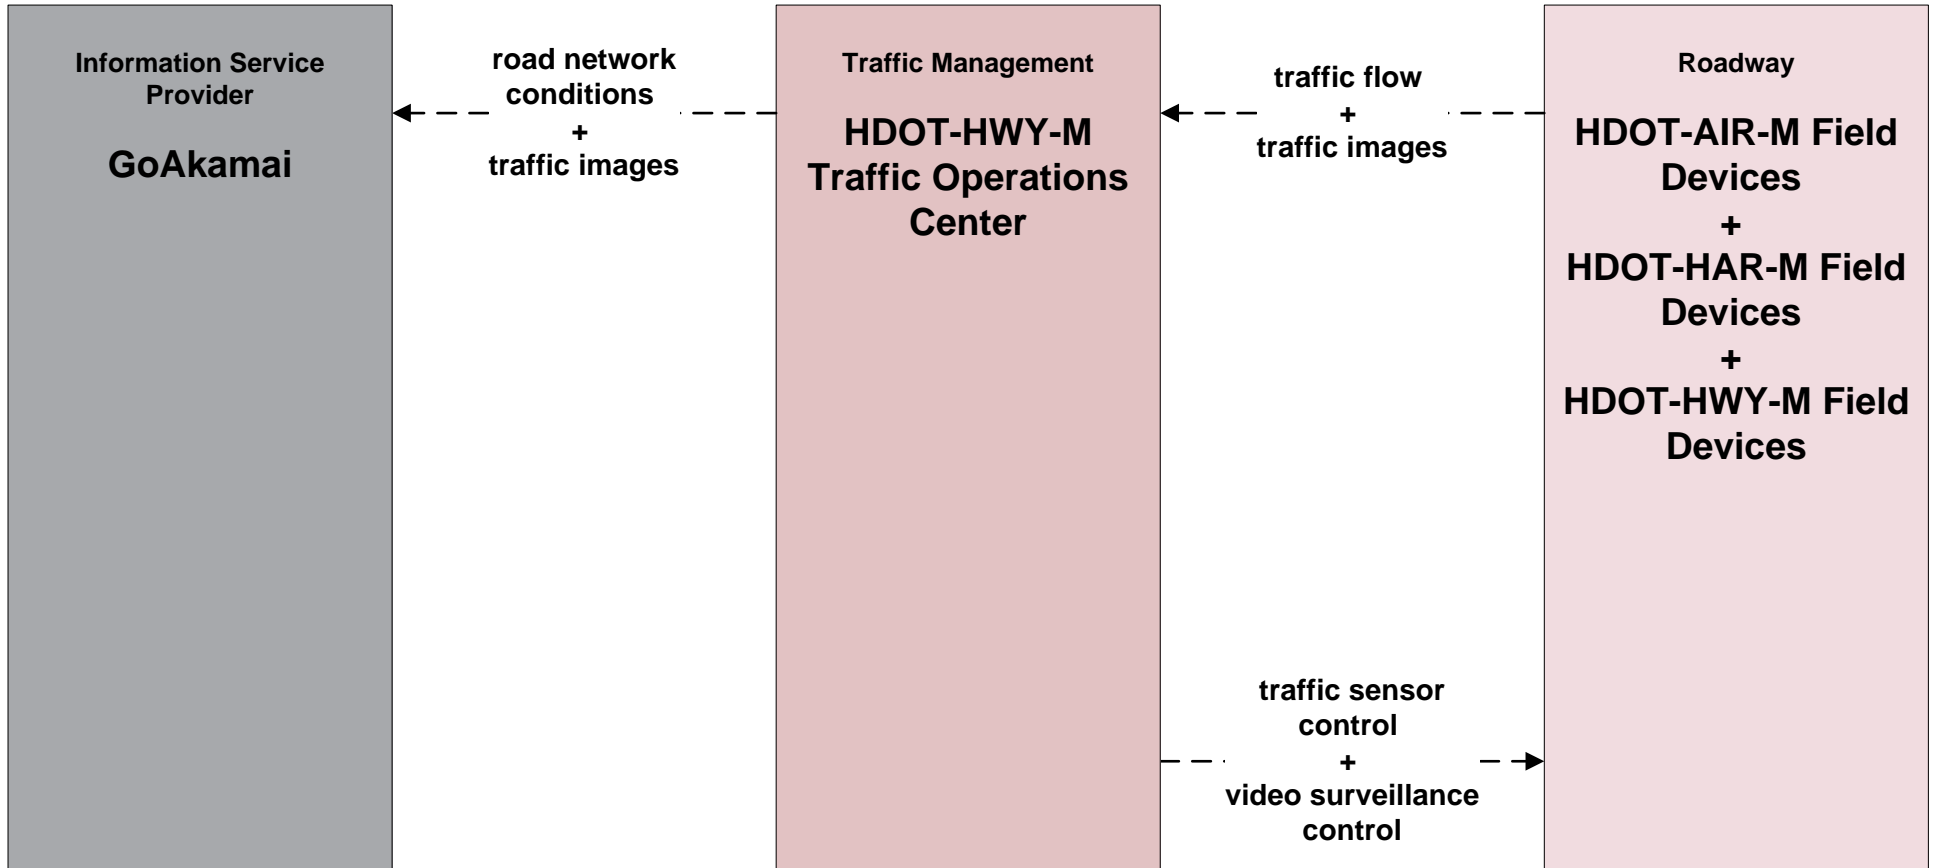 Information Service
Provider
GoAkamai
road network
conditions
+
traffic images
Traffic Management
HDOT-HWY-M
Traffic Operations
Center
traffic flow
+
traffic images
Roadway
HDOT-AIR-M Field
Devices
+
HDOT-HAR-M Field
Devices
+
HDOT-HWY-M Field
Devices
traffic sensor
control
+
video surveillance
control